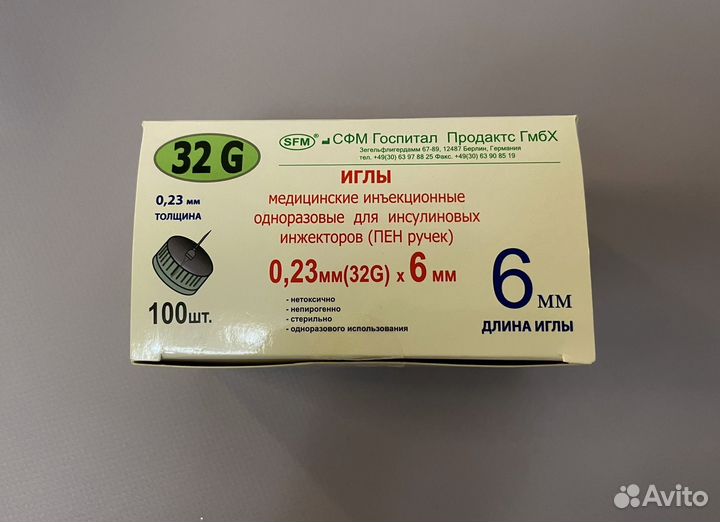 32 G
SFM® СФМ Госпитал Продактс ГмбХ
Зегельфлигердамм 67-89, 12487 Берлин, Германия
тел. +49(30) 63 97 88 25 Факс. +49(30) 63 90 85 19
ИГЛЫ
медицинские инъекционные
одноразовые для инсулиновых
инжекторов (ПЕН ручек)
0,23мм(32G) х 6 мм
- нетоксично
- непирогенно
- стерильно
- одноразового использования
0,23 мм
ТОЛЩИНА
100шт.
6 мм
ДЛИНА ИГЛЫ
Avito